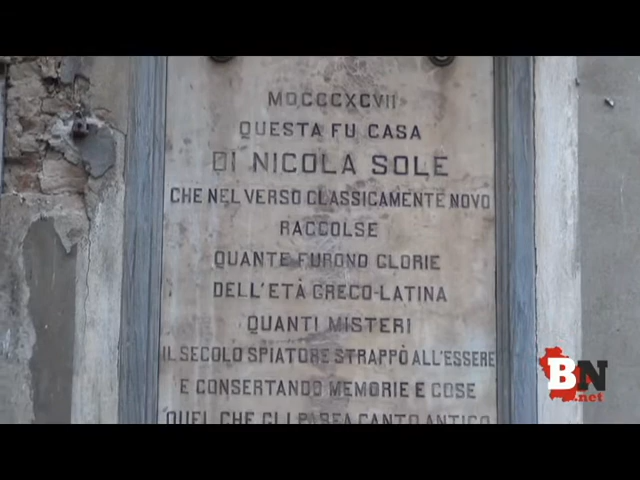 MDCCCXCVII
QUESTA FU CASA
DI NICOLA SOLE
CHE NEL VERSO CLASSICAMENTE NOVO
RACCOLSE
QUANTE FURONO GLORIE
DELL'ETÀ GRECO-LATINA
QUANTI MISTERI
IL SECOLO SPIATORE STRAPPÒ ALL'ESSERE
E CONSERTANDO MEMORIE E COSE
QUEL CHE GLI PAREA CANTO ANTICO
BN
.net